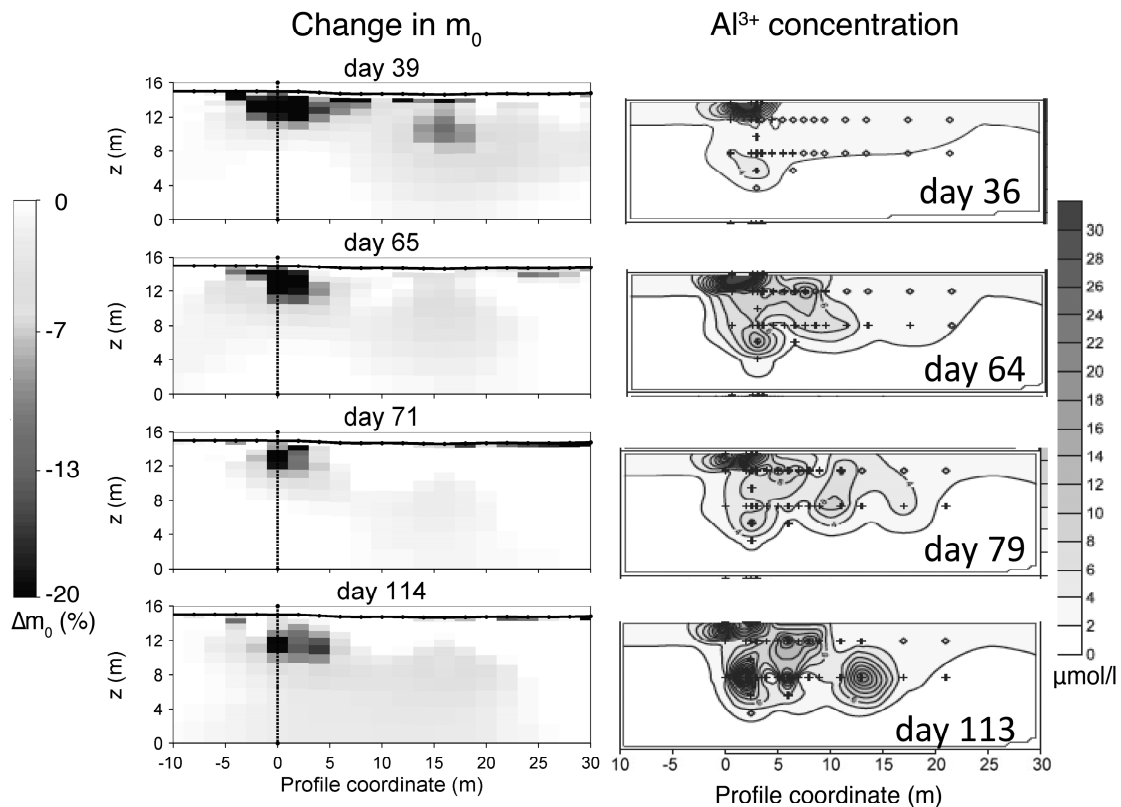 Change in m0
Al3+ concentration
day 39
16
12
8
4
0
z (m)
day 36
day 65
16
12
8
4
0
z (m)
day 64
day 71
16
12
8
4
0
z (m)
day 79
day 114
16
12
8
4
0
z (m)
-10 -5 0 5 10 15 20 25 30
Profile coordinate (m)
day 113
10 -5 0 5 10 15 20 25 30
Profile coordinate (m)
0
-7
-13
-20
Δm0 (%)
30
28
26
24
22
20
18
16
14
12
10
8
6
4
2
0
μmol/l